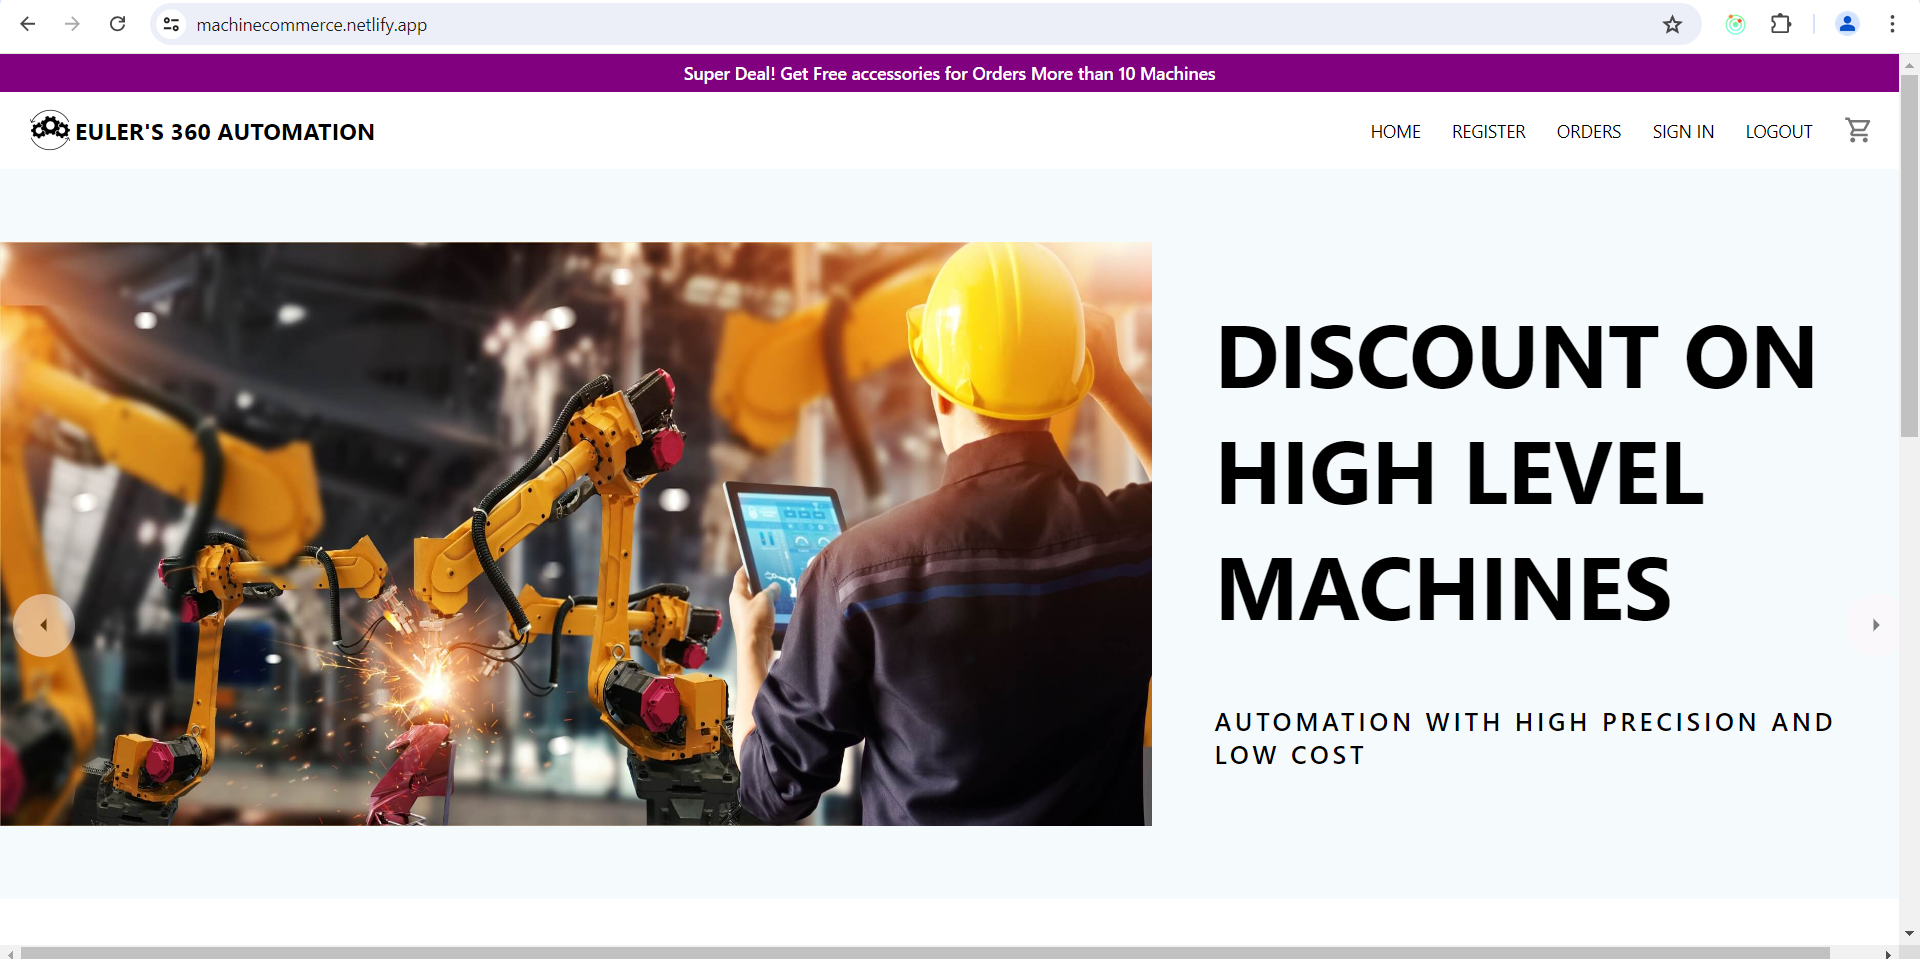 machinecommerce.netlify.app
Super Deal! Get Free accessories for Orders More than 10 Machines
EULER'S 360 AUTOMATION
HOME REGISTER ORDERS SIGN IN LOGOUT
DISCOUNT ON
HIGH LEVEL
MACHINES
AUTOMATION WITH HIGH PRECISION AND
LOW COST